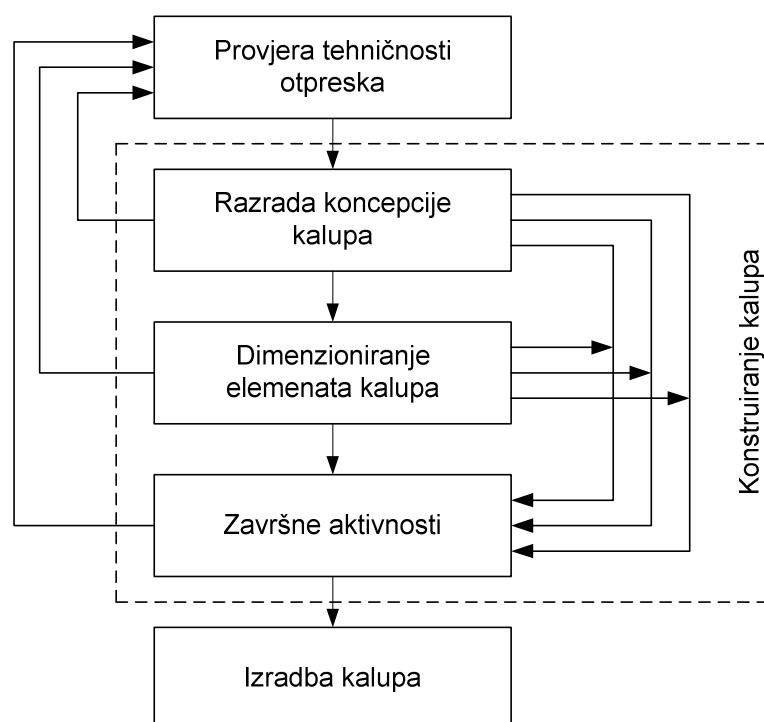 Provjera tehničnosti
otpreska
Razrada koncepcije
kalupa
Dimenzioniranje
elemenata kalupa
Završne aktivnosti
Konstruiranje kalupa
Izradba kalupa